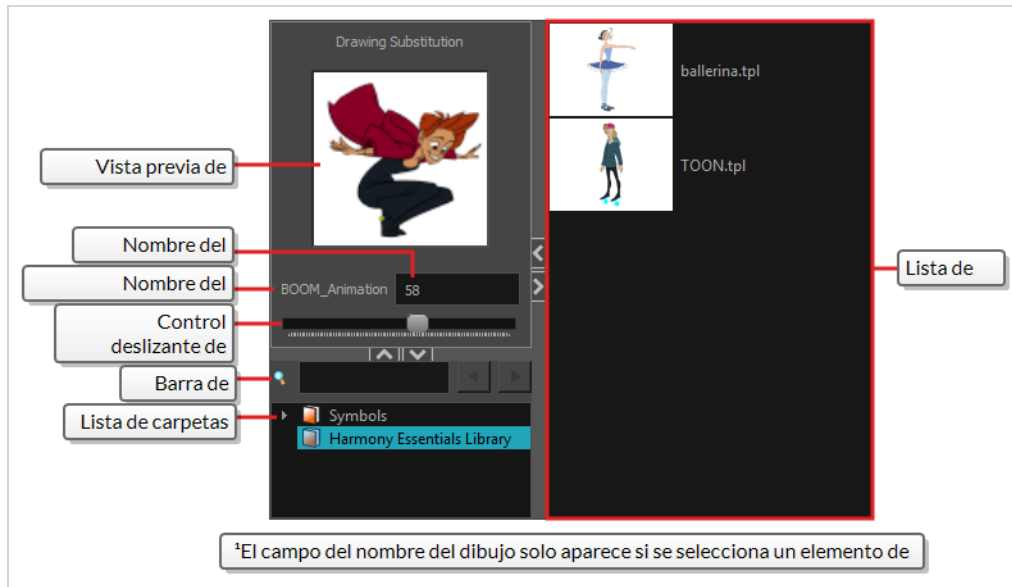 Drawing Substitution
ballerina.tpl
TOON.tpl
Vista previa de
Nombre del
Nombre del
BOOM_Animation 58
Lista de
Control
deslizante de
Barra de
Lista de carpetas
Symbols
Harmony Essentials Library
¹El campo del nombre del dibujo solo aparece si se selecciona un elemento de